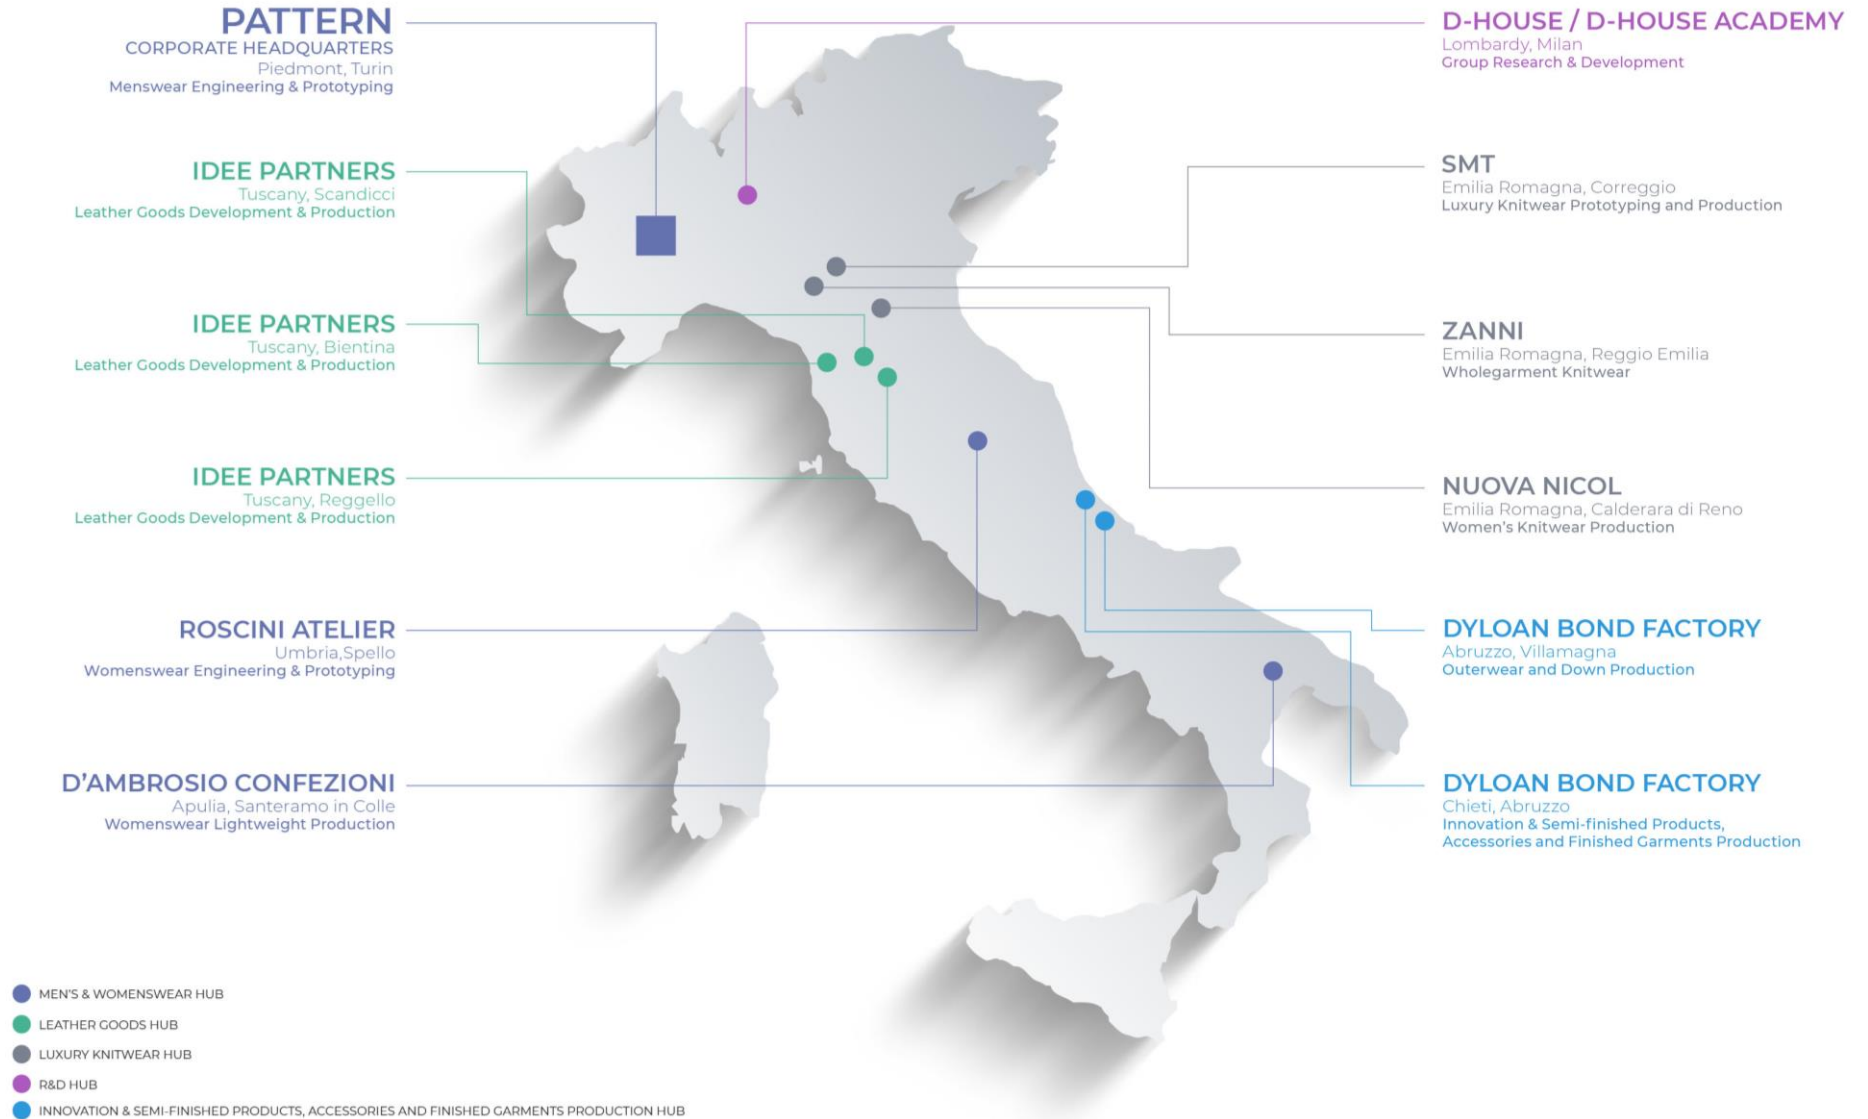 PATTERN
CORPORATE HEADQUARTERS
Piedmont, Turin
Menswear Engineering & Prototyping
IDEE PARTNERS
Tuscany, Scandicci
Leather Goods Development & Production
IDEE PARTNERS
Tuscany, Bientina
Leather Goods Development & Production
IDEE PARTNERS
Tuscany, Reggello
Leather Goods Development & Production
ROSCINI ATELIER
Umbria,Spello
Womenswear Engineering & Prototyping
D'AMBROSIO CONFEZIONI
Apulia, Santeramo in Colle
Womenswear Lightweight Production
D-HOUSE / D-HOUSE ACADEMY
Lombardy, Milan
Group Research & Development
SMT
Emilia Romagna, Correggio
Luxury Knitwear Prototyping and Production
ZANNI
Emilia Romagna, Reggio Emilia
Wholegarment Knitwear
NUOVA NICOL
Emilia Romagna, Calderara di Reno
Women's Knitwear Production
DYLOAN BOND FACTORY
Abruzzo, Villamagna
Outerwear and Down Production
DYLOAN BOND FACTORY
Chieti, Abruzzo
Innovation & Semi-finished Products,
Accessories and Finished Garments Production
MEN'S & WOMENSWEAR HUB
LEATHER GOODS HUB
LUXURY KNITWEAR HUB
R&D HUB
INNOVATION & SEMI-FINISHED PRODUCTS, ACCESSORIES AND FINISHED GARMENTS PRODUCTION HUB